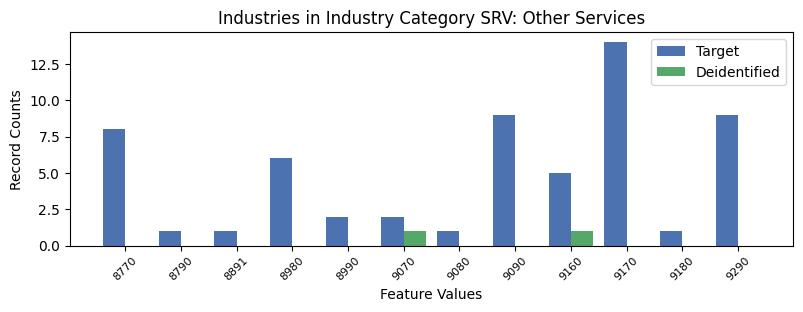 Industries in Industry Category SRV: Other Services
Target
Deidentified
Record Counts
12.5
10.0
7.5
5.0
2.5
0.0
8770 8790 8891 8980 8990 9070 9080 9090 9160 9170 9180 9290
Feature Values